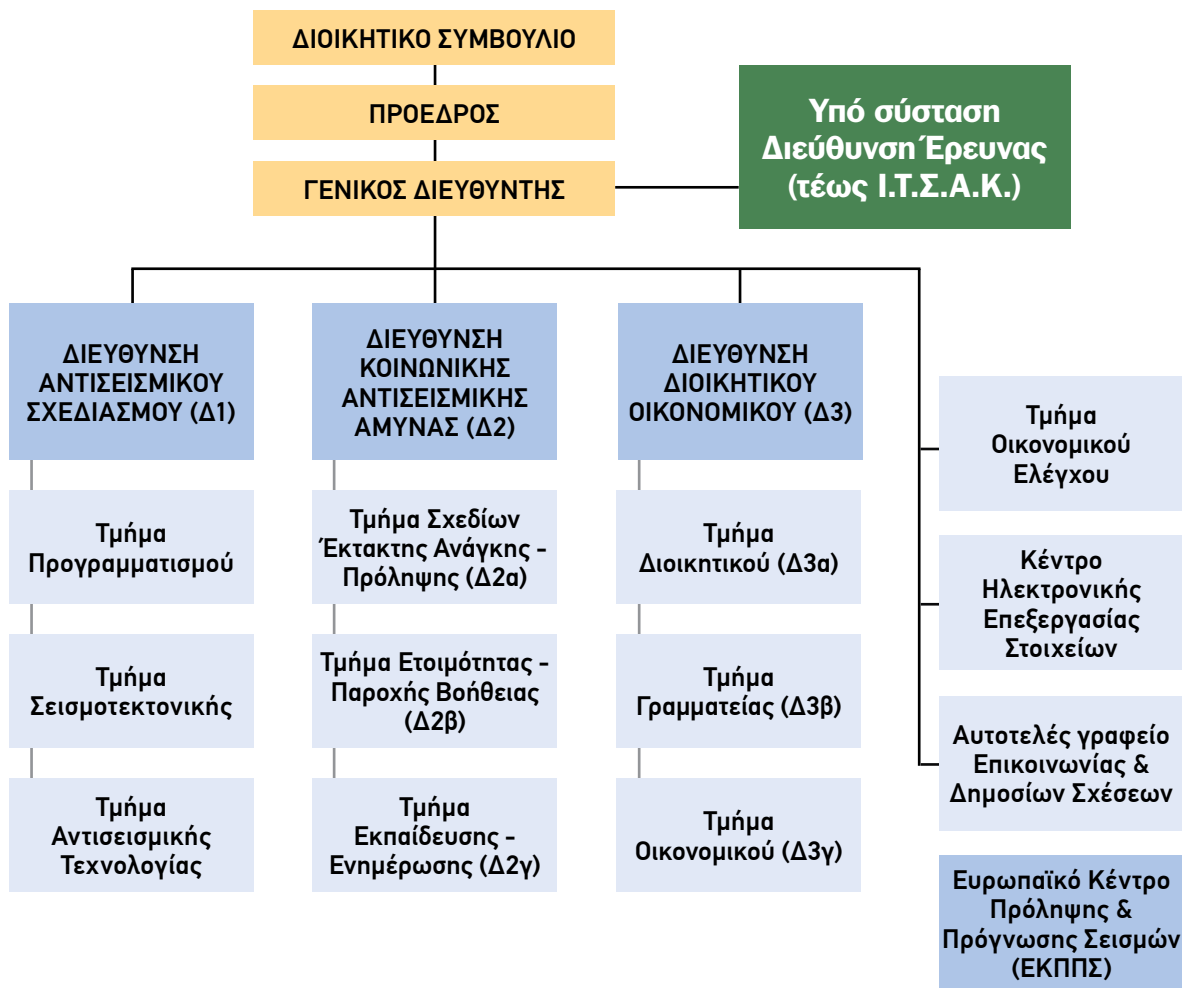 ΔΙΟΙΚΗΤΙΚΟ ΣΥΜΒΟΥΛΙΟ
ΠΡΟΕΔΡΟΣ
ΓΕΝΙΚΟΣ ΔΙΕΥΘΥΝΤΗΣ
Υπό σύσταση
Διεύθυνση Έρευνας
(τέως Ι.Τ.Σ.Α.Κ.)
ΔΙΕΥΘΥΝΣΗ
ΑΝΤΙΣΕΙΣΜΙΚΟΥ
ΣΧΕΔΙΑΣΜΟΥ (Δ1)
Τμήμα
Προγραμματισμού
Τμήμα
Σεισμοτεκτονικής
Τμήμα
Αντισεισμικής
Τεχνολογίας
ΔΙΕΥΘΥΝΣΗ
ΚΟΙΝΩΝΙΚΗΣ
ΑΝΤΙΣΕΙΣΜΙΚΗΣ
ΑΜΥΝΑΣ (Δ2)
Τμήμα Σχεδίων
Έκτακτης Ανάγκης -
Πρόληψης (Δ2α)
Τμήμα Ετοιμότητας -
Παροχής Βοήθειας
(Δ2β)
Τμήμα
Εκπαίδευσης -
Ενημέρωσης (Δ2γ)
ΔΙΕΥΘΥΝΣΗ
ΔΙΟΙΚΗΤΙΚΟΥ
ΟΙΚΟΝΟΜΙΚΟΥ (Δ3)
Τμήμα
Διοικητικού (Δ3α)
Τμήμα
Γραμματείας (Δ3β)
Τμήμα
Οικονομικού (Δ3γ)
Τμήμα
Οικονομικού
Ελέγχου
Κέντρο
Ηλεκτρονικής
Επεξεργασίας
Στοιχείων
Αυτοτελές γραφείο
Επικοινωνίας &
Δημοσίων Σχέσεων
Ευρωπαϊκό Κέντρο
Πρόληψης &
Πρόγνωσης Σεισμών
(ΕΚΠΠΣ)